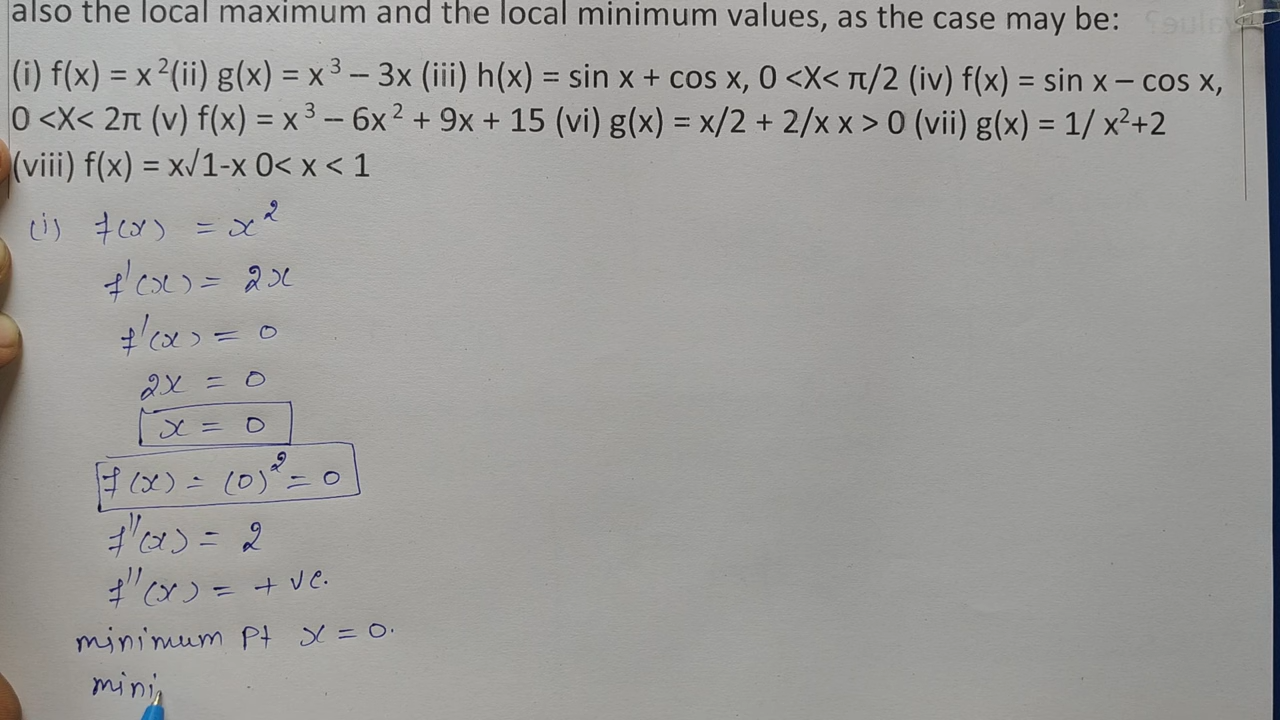 also the local maximum and the local minimum values, as the case may be:
(i) f(x) = x² (ii) g(x) = x³ – 3x (iii) h(x) = sin x + cos x, 0 <X< π/2 (iv) f(x) = sin x – cos x,
0 <X< 2π (v) f(x) = x³ – 6x² + 9x + 15 (vi) g(x) = x/2 + 2/x x > 0 (vii) g(x) = 1/ x²+2
(viii) f(x) = x√1-x 0< x < 1
(i) f(x) = x²
f'(x) = 2x
f'(x) = 0
2x = 0
x = 0
f(x) = (0)² = 0
f''(x) = 2
f''(x) = + ve.
minimum Pt x = 0.
mini